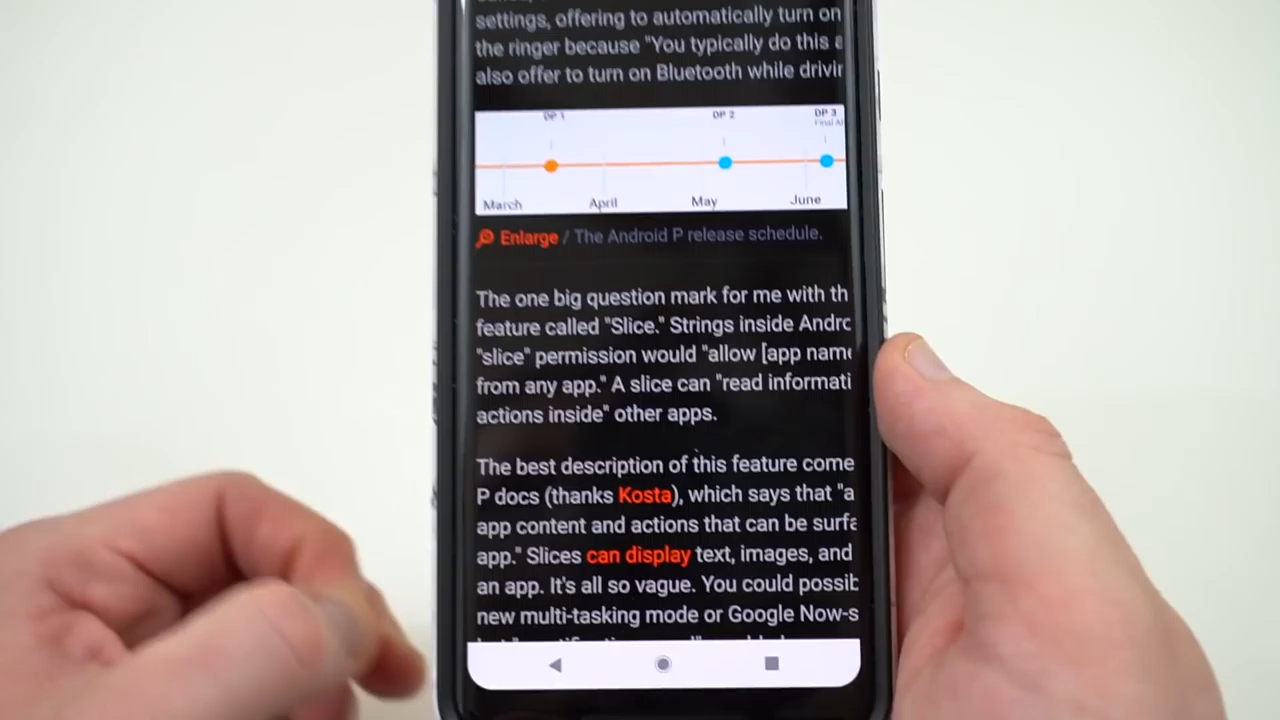 settings, offering to automatically turn on
the ringer because "You typically do this a
also offer to turn on Bluetooth while drivin
DP 1 DP 2 DP 3
Final
March April May June
Enlarge / The Android P release schedule.
The one big question mark for me with th
feature called "Slice." Strings inside Andro
"slice" permission would "allow [app name
from any app." A slice can "read informati
actions inside" other apps.
The best description of this feature come
P docs (thanks Kosta), which says that "a
app content and actions that can be surfa
app." Slices can display text, images, and
an app. It's all so vague. You could possib
new multi-tasking mode or Google Now-s